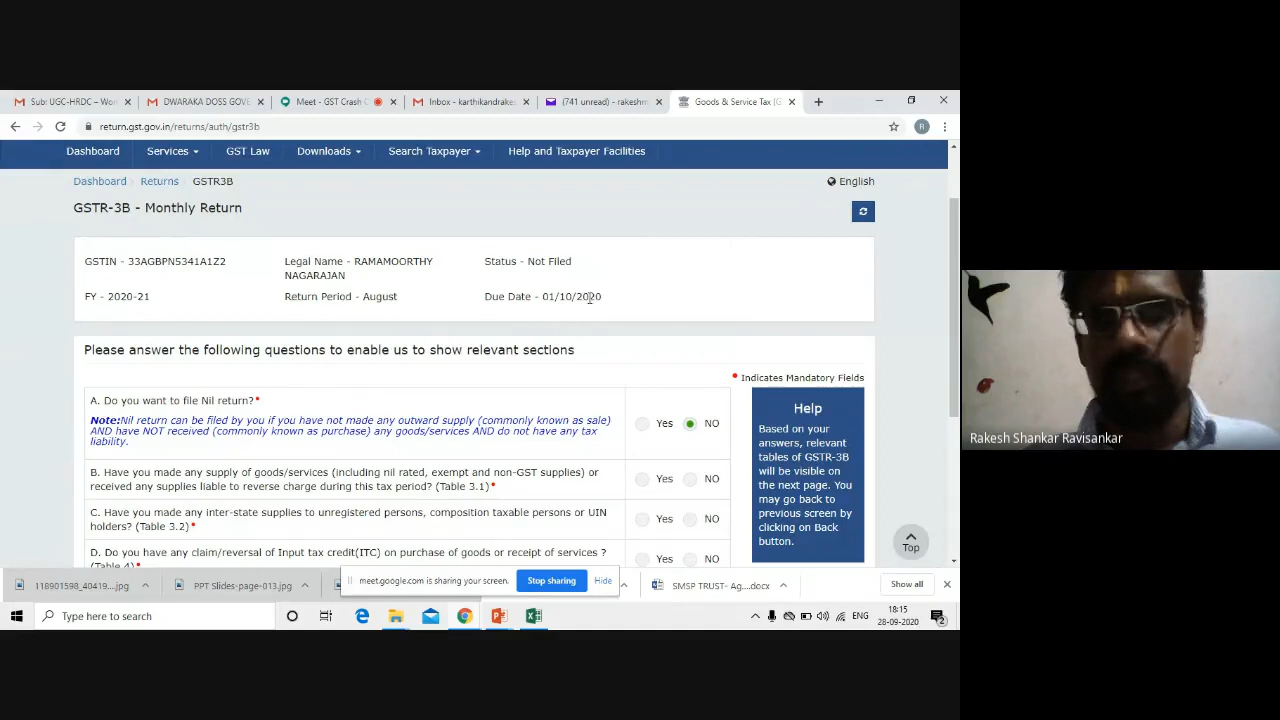 Sub: UGC-HRDC – Wor
DWARAKA DOSS GOVE
Meet - GST Crash C
Inbox - karthikandrakes
(741 unread) - rakeshm
Goods & Service Tax (G
return.gst.gov.in/returns/auth/gstr3b
Dashboard Services GST Law Downloads Search Taxpayer Help and Taxpayer Facilities
Dashboard Returns GSTR3B
English
GSTR-3B - Monthly Return
GSTIN - 33AGBPN5341A1Z2
Legal Name - RAMAMOORTHY
NAGARAJAN
Status - Not Filed
FY - 2020-21
Return Period - August
Due Date - 01/10/2020
Please answer the following questions to enable us to show relevant sections
• Indicates Mandatory Fields
A. Do you want to file Nil return?•
Note:Nil return can be filed by you if you have not made any outward supply (commonly known as sale)
AND have NOT received (commonly known as purchase) any goods/services AND do not have any tax
liability.
Yes NO
B. Have you made any supply of goods/services (including nil rated, exempt and non-GST supplies) or
received any supplies liable to reverse charge during this tax period? (Table 3.1)•
Yes NO
C. Have you made any inter-state supplies to unregistered persons, composition taxable persons or UIN
holders? (Table 3.2)•
Yes NO
D. Do you have any claim/reversal of Input tax credit(ITC) on purchase of goods or receipt of services ?
(Table 4)•
Yes NO
Help
Based on your
answers, relevant
tables of GSTR-3B
will be visible on
the next page. You
may go back to
previous screen by
clicking on Back
button.
Top
Rakesh Shankar Ravisankar
118901598_40419....jpg
PPT Slides-page-013.jpg
meet.google.com is sharing your screen.
Stop sharing
Hide
SMSP TRUST- Ag....docx
Show all
Type here to search
ENG
18:15
28-09-2020
2